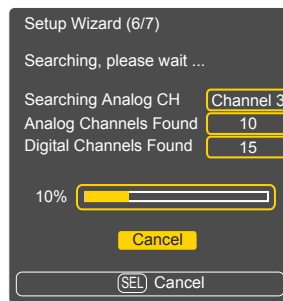 Setup Wizard (6/7)
Searching, please wait ...
Searching Analog CH Channel 3
Analog Channels Found 10
Digital Channels Found 15
10%
Cancel
SEL Cancel